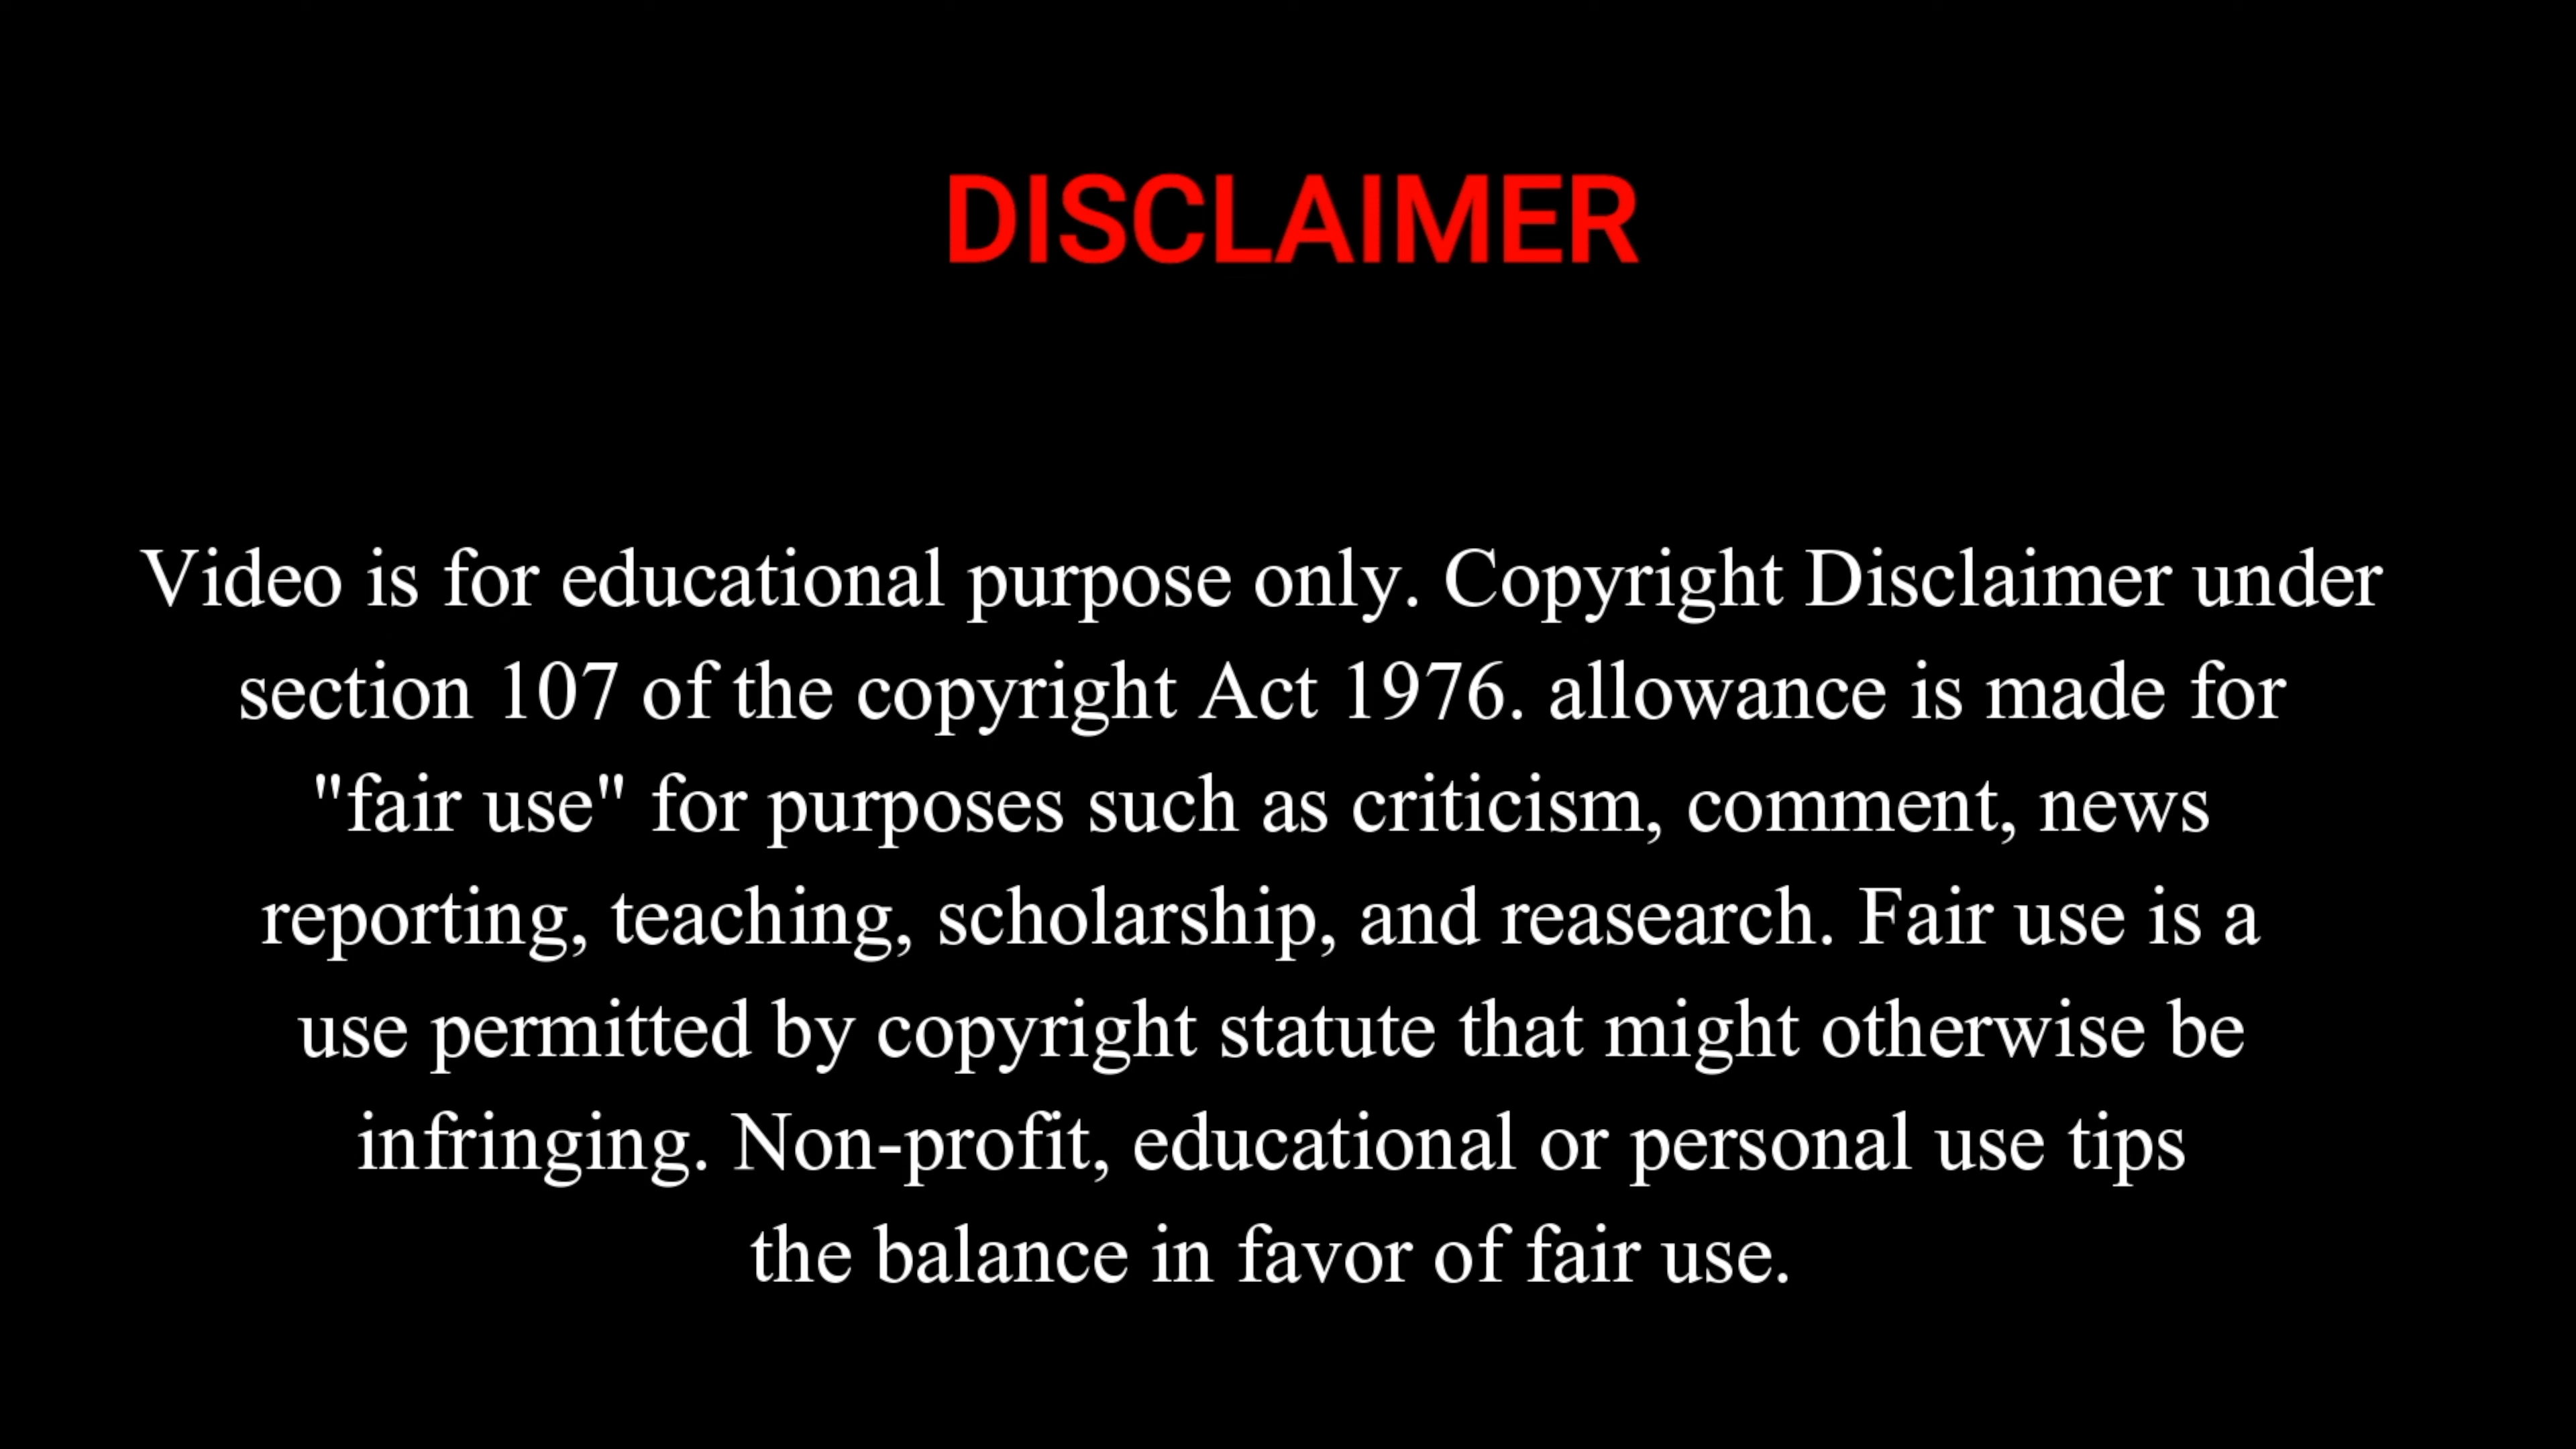 DISCLAIMER
Video is for educational purpose only. Copyright Disclaimer under
section 107 of the copyright Act 1976. allowance is made for
"fair use" for purposes such as criticism, comment, news
reporting, teaching, scholarship, and reasearch. Fair use is a
use permitted by copyright statute that might otherwise be
infringing. Non-profit, educational or personal use tips
the balance in favor of fair use.